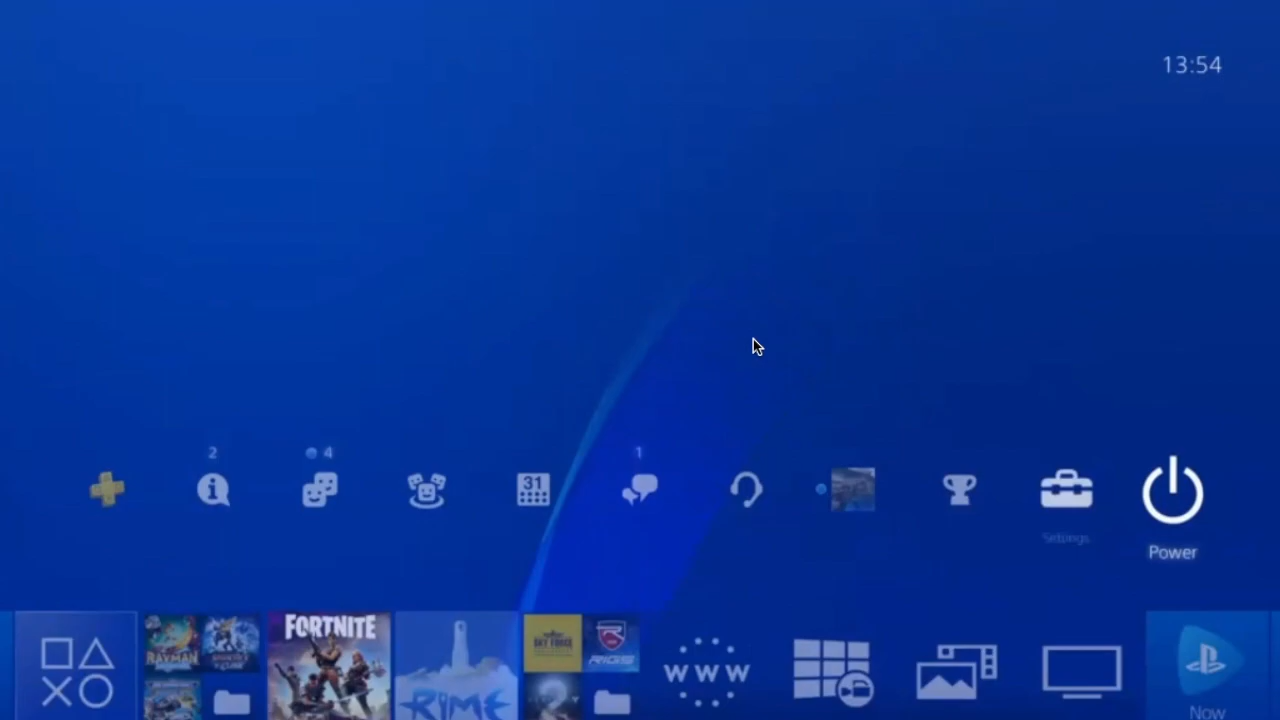 13:54
2
4
1
31
Settings
Power
FORTNITE
RAYMAN
SKY FORCE
RIGS
RiME
WWW
Now